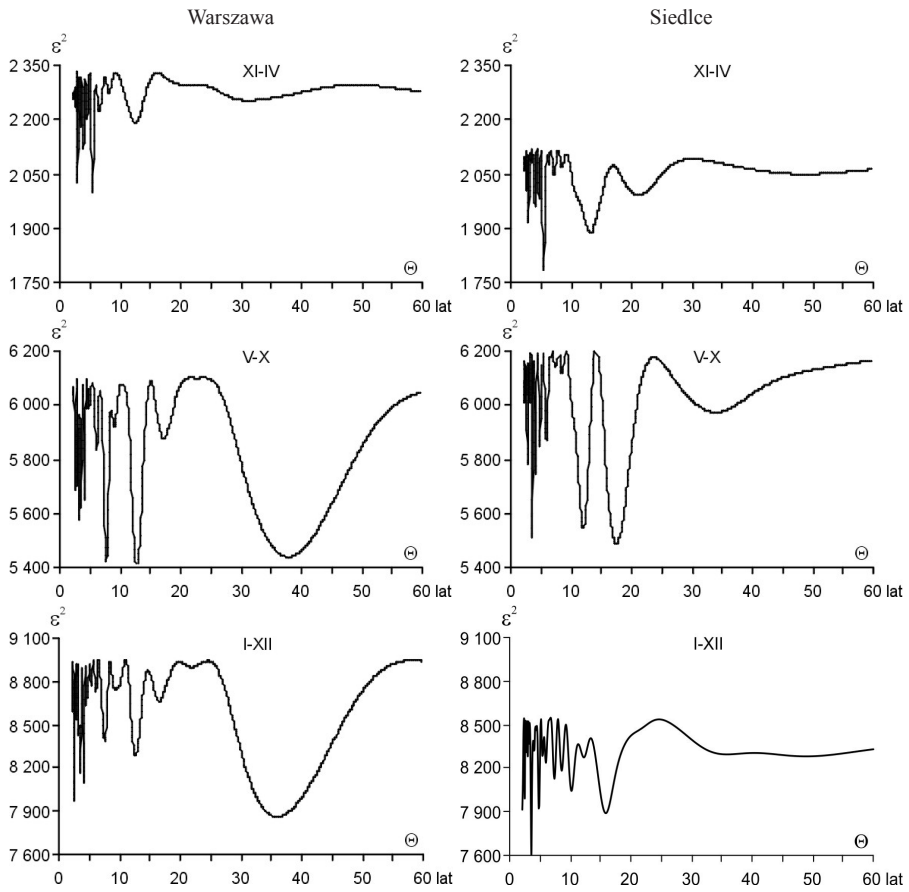 Warszawa
Siedlce
ε²
XI-IV
2 350
2 200
2 050
1 900
1 750
Θ
0 10 20 30 40 50 60 lat
ε²
XI-IV
2 350
2 200
2 050
1 900
1 750
Θ
0 10 20 30 40 50 60 lat
ε²
V-X
6 200
6 000
5 800
5 600
5 400
Θ
0 10 20 30 40 50 60 lat
ε²
V-X
6 200
6 000
5 800
5 600
5 400
Θ
0 10 20 30 40 50 60 lat
ε²
I-XII
9 100
8 800
8 500
8 200
7 900
7 600
Θ
0 10 20 30 40 50 60 lat
ε²
I-XII
9 100
8 800
8 500
8 200
7 900
7 600
Θ
0 10 20 30 40 50 60 lat